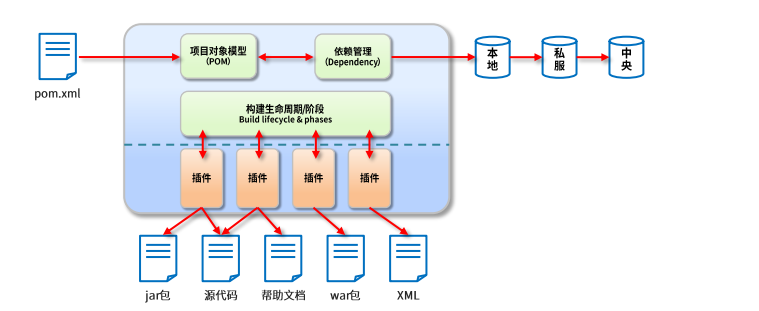 pom.xml
项目对象模型
(POM)
依赖管理
(Dependency)
本地
私服
中央
构建生命周期/阶段
Build lifecycle & phases
插件
插件
插件
插件
jar包
源代码
帮助文档
war包
XML